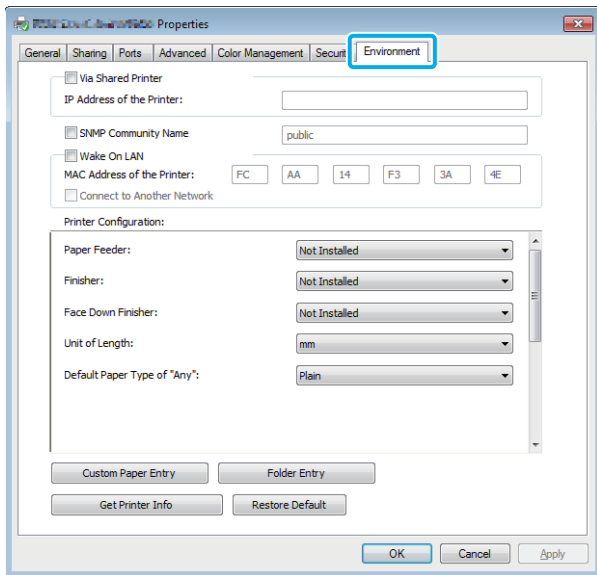 Properties
General Sharing Ports Advanced Color Management Securit Environment
Via Shared Printer
IP Address of the Printer:
SNMP Community Name public
Wake On LAN
MAC Address of the Printer: FC AA 14 F3 3A 4E
Connect to Another Network
Printer Configuration:
Paper Feeder: Not Installed
Finisher: Not Installed
Face Down Finisher: Not Installed
Unit of Length: mm
Default Paper Type of "Any": Plain
Custom Paper Entry Folder Entry
Get Printer Info Restore Default
OK Cancel Apply